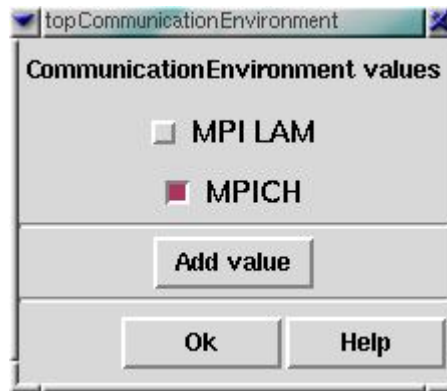 topCommunicationEnvironment
CommunicationEnvironment values
MPI LAM
MPICH
Add value
Ok Help